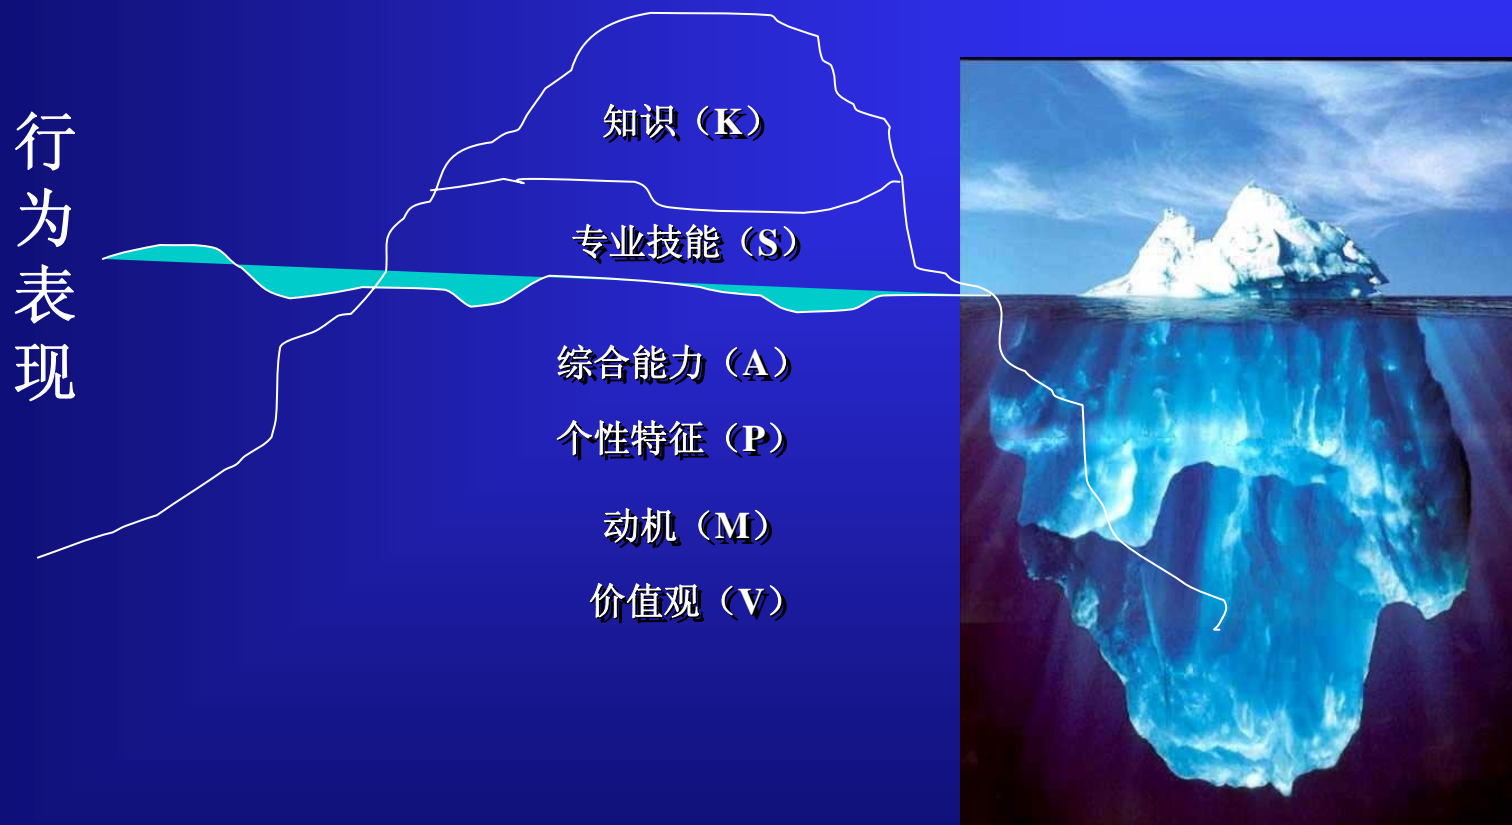 行为表现
知识（K）
专业技能（S）
综合能力（A）
个性特征（P）
动机（M）
价值观（V）